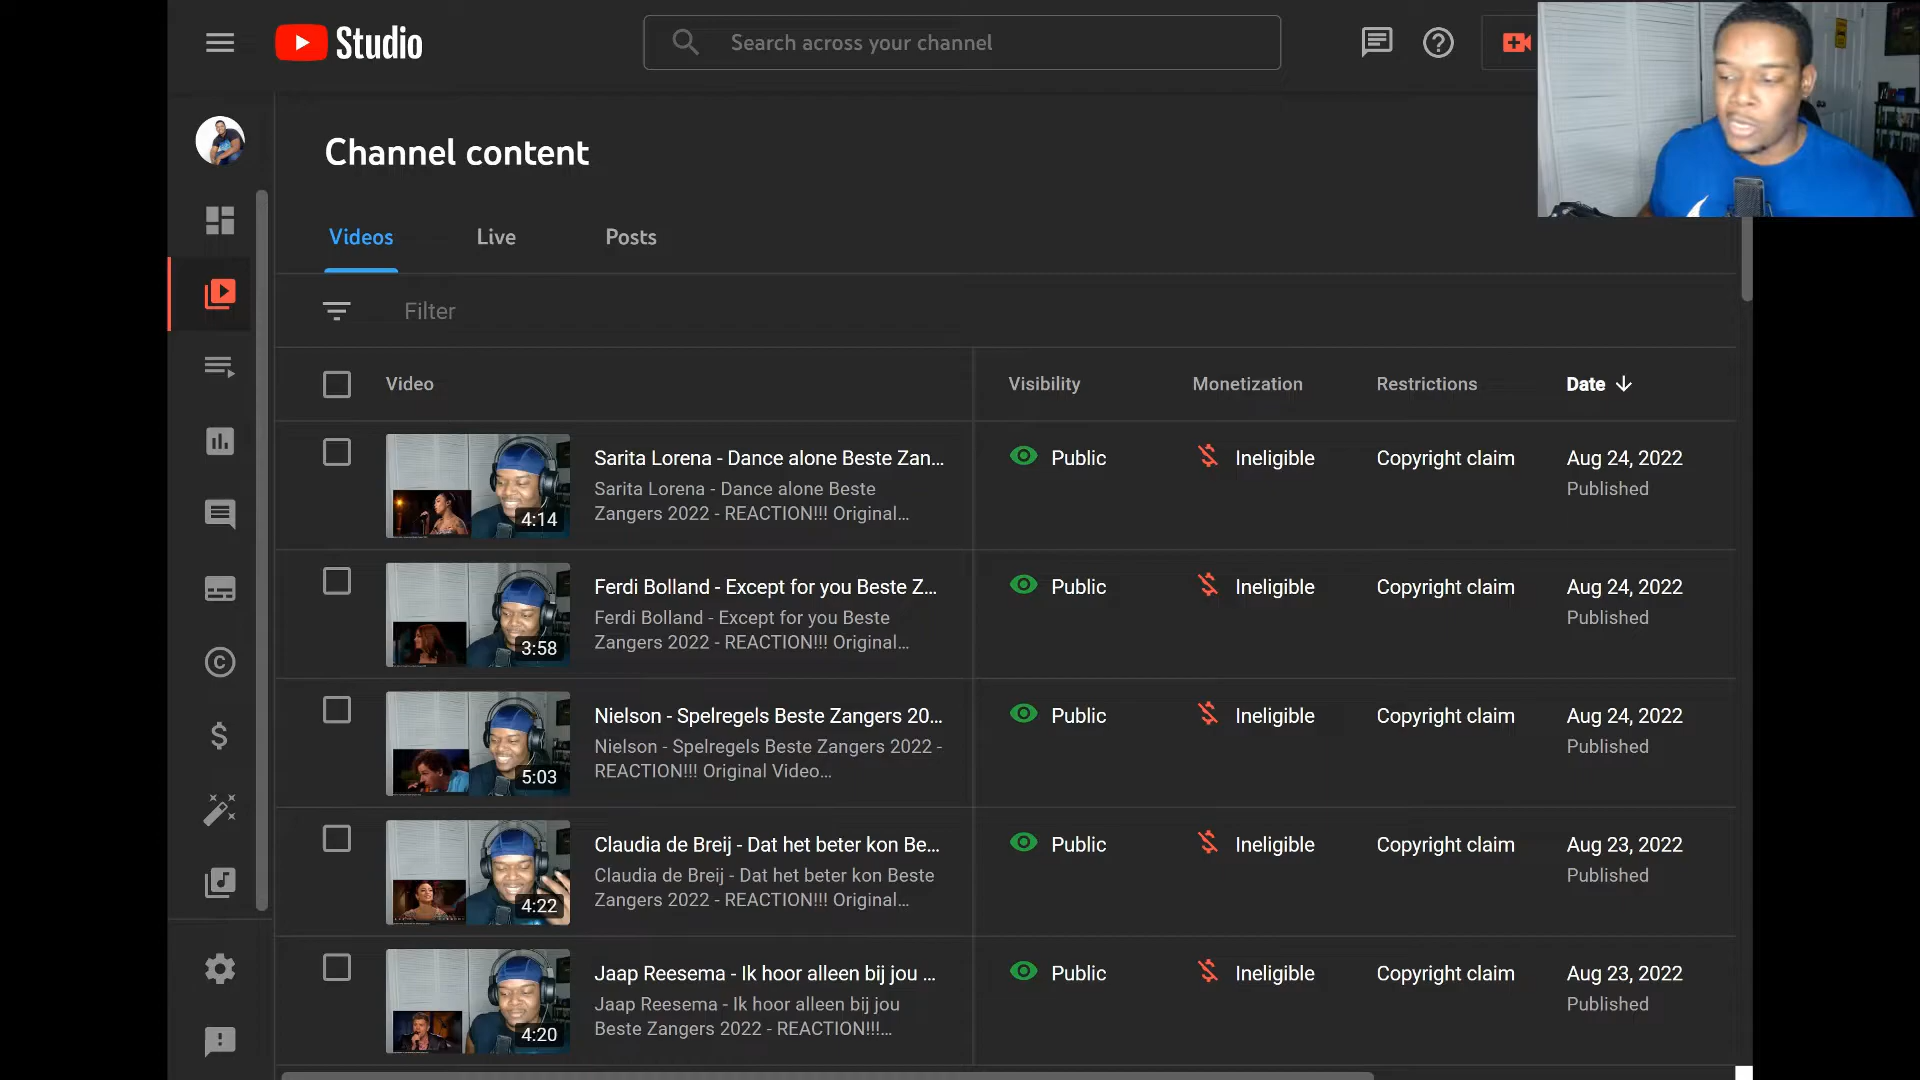 Studio
Search across your channel
Channel content
Videos
Live
Posts
Filter
Video
Visibility
Monetization
Restrictions
Date
4:14
Sarita Lorena - Dance alone Beste Zan...
Sarita Lorena - Dance alone Beste
Zangers 2022 - REACTION!!! Original...
Public
Ineligible
Copyright claim
Aug 24, 2022
Published
3:58
Ferdi Bolland - Except for you Beste Z...
Ferdi Bolland - Except for you Beste
Zangers 2022 - REACTION!!! Original...
Public
Ineligible
Copyright claim
Aug 24, 2022
Published
5:03
Nielson - Spelregels Beste Zangers 20...
Nielson - Spelregels Beste Zangers 2022 -
REACTION!!! Original Video...
Public
Ineligible
Copyright claim
Aug 24, 2022
Published
4:22
Claudia de Breij - Dat het beter kon Be...
Claudia de Breij - Dat het beter kon Beste
Zangers 2022 - REACTION!!! Original...
Public
Ineligible
Copyright claim
Aug 23, 2022
Published
4:20
Jaap Reesema - Ik hoor alleen bij jou ...
Jaap Reesema - Ik hoor alleen bij jou
Beste Zangers 2022 - REACTION!!!...
Public
Ineligible
Copyright claim
Aug 23, 2022
Published